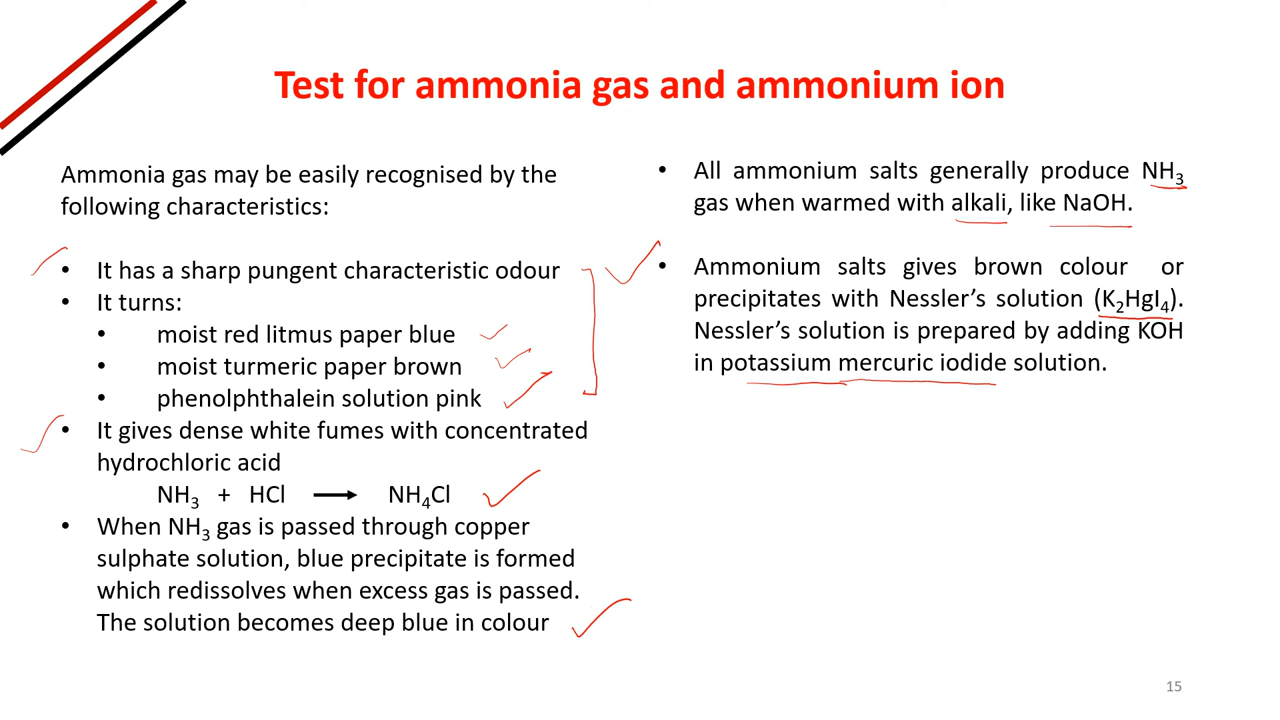 Test for ammonia gas and ammonium ion
Ammonia gas may be easily recognised by the
following characteristics:
• It has a sharp pungent characteristic odour
• It turns:
• moist red litmus paper blue
• moist turmeric paper brown
• phenolphthalein solution pink
• It gives dense white fumes with concentrated
hydrochloric acid
NH₃ + HCl ⟶ NH₄Cl
• When NH₃ gas is passed through copper
sulphate solution, blue precipitate is formed
which redissolves when excess gas is passed.
The solution becomes deep blue in colour
• All ammonium salts generally produce NH₃
gas when warmed with alkali, like NaOH.
• Ammonium salts gives brown colour or
precipitates with Nessler’s solution (K₂HgI₄).
Nessler’s solution is prepared by adding KOH
in potassium mercuric iodide solution.
15